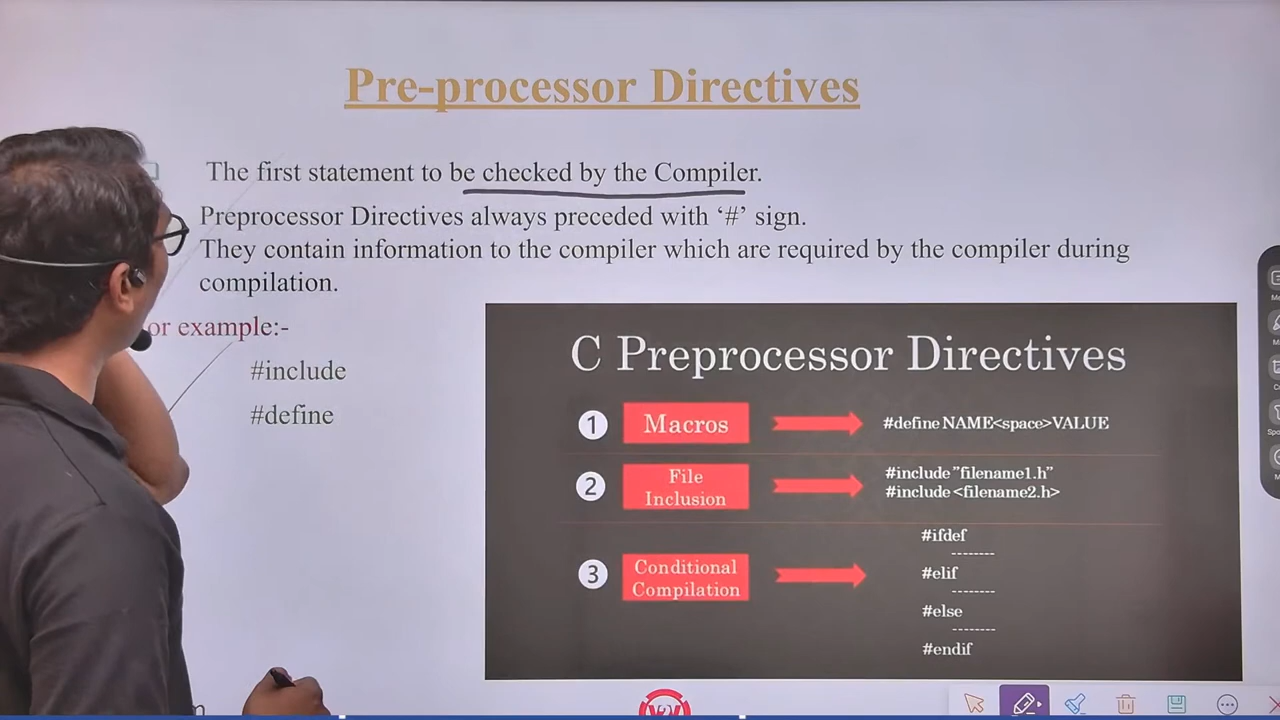 Pre-processor Directives
The first statement to be checked by the Compiler.
Preprocessor Directives always preceded with ‘#’ sign.
They contain information to the compiler which are required by the compiler during
compilation.
or example:-
#include
#define
C Preprocessor Directives
1 Macros #define NAME<space>VALUE
2 File Inclusion #include ”filename1.h”
#include <filename2.h>
3 Conditional Compilation #ifdef
--------
#elif
--------
#else
--------
#endif